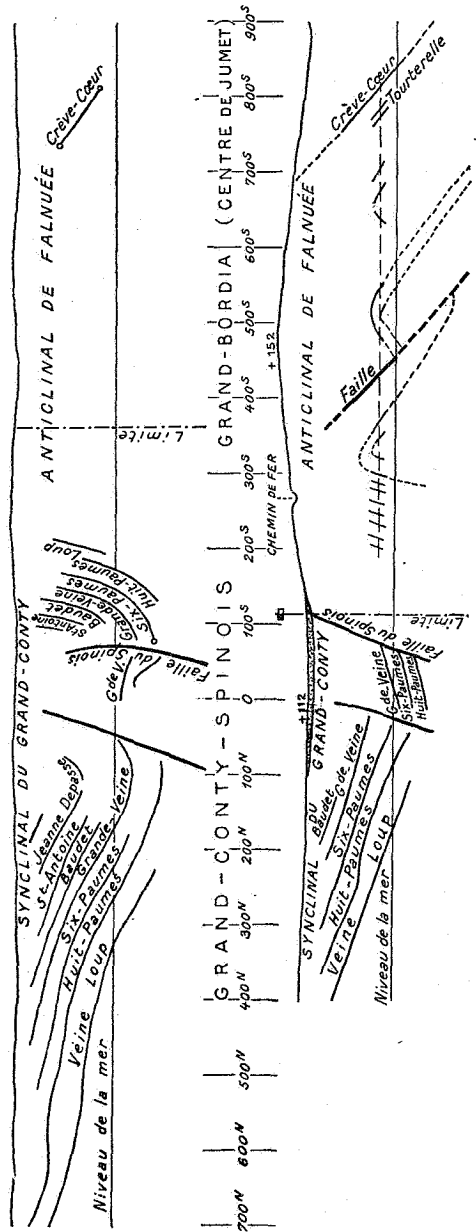 SYNCLINAL DU GRAND-CONTY
ANTICLINAL DE FALNUÉE
Jeanne Depassy
St-Antoine
Baudet
Grande-Veine
Six-Paumes
Huit-Paumes
Veine LOUP
Niveau de la mer
Gde V.
Faille du Spinois
St Antoine
Baudet
Grande-Veine
Six-Paumes
Huit-Paumes
Loup
Limite
Crève-Cœur
GRAND-CONTY-SPINOIS
GRAND-BORDIA (CENTRE DE JUMET)
700N 600N 500N 400N 300N 200N 100N 0 100S 200S 300S 400S 500S 600S 700S 800S 900S
+112
CHEMIN DE FER
+152
SYNCLINAL DU GRAND-CONTY
ANTICLINAL DE FALNUÉE
Baudet
Gde Veine
Six-Paumes
Huit-Paumes
Veine LOUP
Niveau de la mer
G. de Veine
Six-Paumes
Huit-Paumes
Faille du Spinois
Limite
Faille
Crève-Cœur
Tourterelle